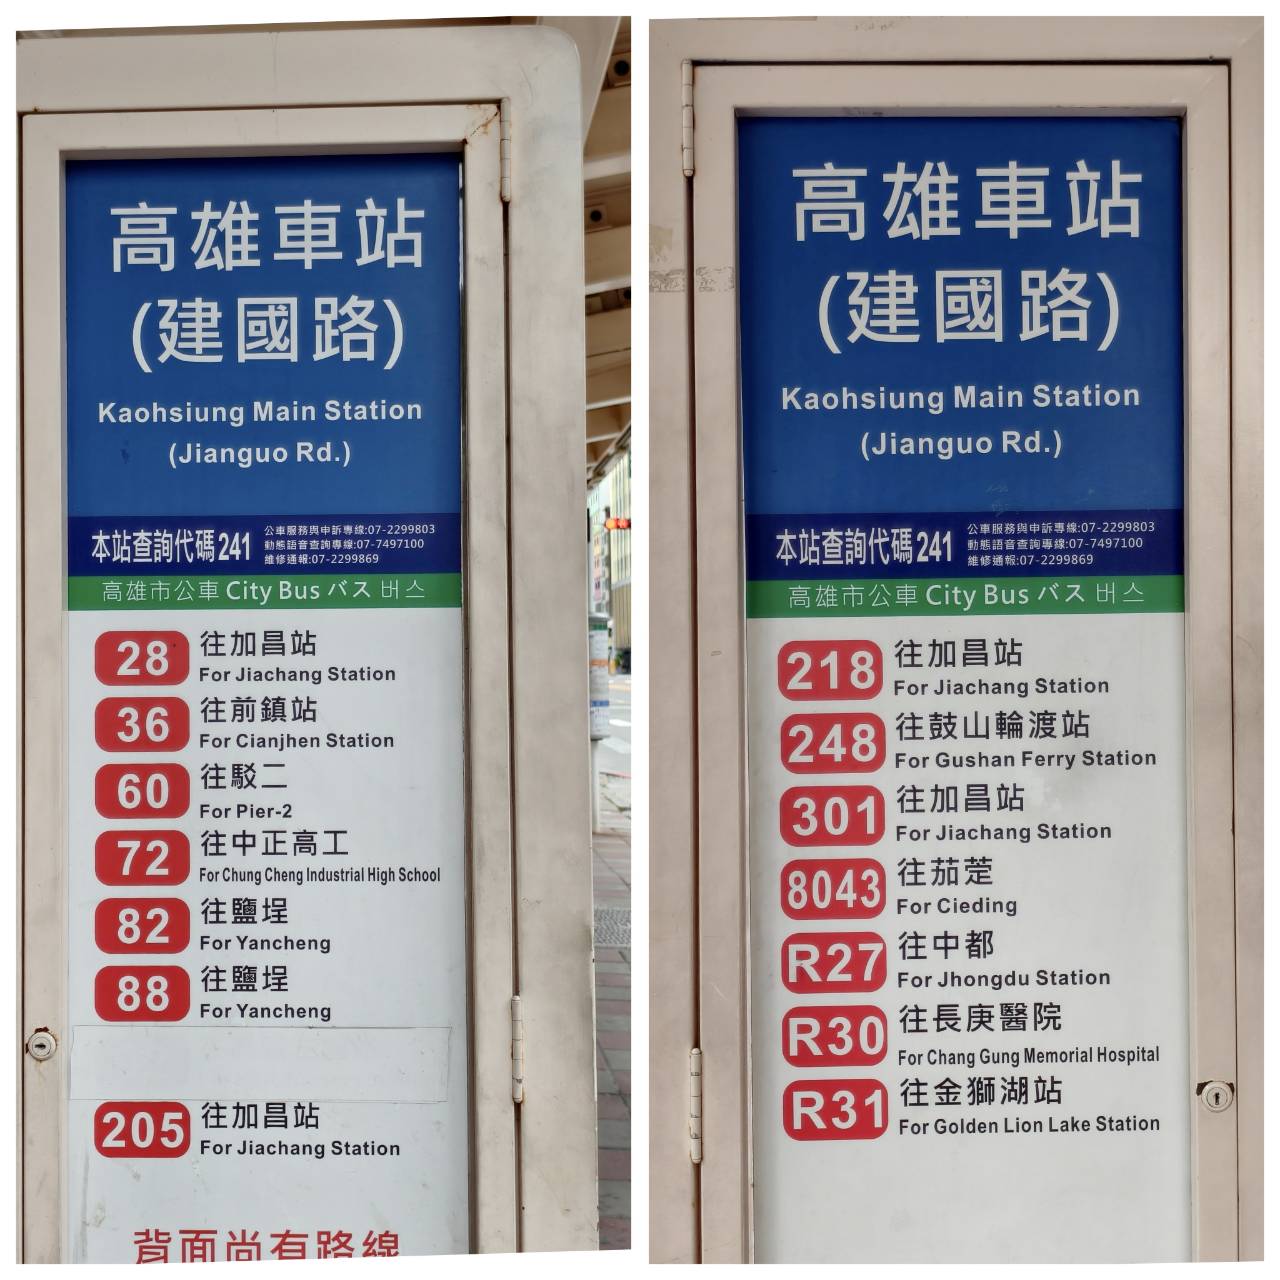 高雄車站
(建國路)
Kaohsiung Main Station
(Jianguo Rd.)
本站查詢代碼241
公車服務與申訴專線:07-2299803
動態語音查詢專線:07-7497100
維修通報:07-2299869
高雄市公車 City Bus バス 버스
28 往加昌站
For Jiachang Station
36 往前鎮站
For Cianjhen Station
60 往駁二
For Pier-2
72 往中正高工
For Chung Cheng Industrial High School
82 往鹽埕
For Yancheng
88 往鹽埕
For Yancheng
205 往加昌站
For Jiachang Station
背面尚有路線
高雄車站
(建國路)
Kaohsiung Main Station
(Jianguo Rd.)
本站查詢代碼241
公車服務與申訴專線:07-2299803
動態語音查詢專線:07-7497100
維修通報:07-2299869
高雄市公車 City Bus バス 버스
218 往加昌站
For Jiachang Station
248 往鼓山輪渡站
For Gushan Ferry Station
301 往加昌站
For Jiachang Station
8043 往茄萣
For Cieding
R27 往中都
For Jhongdu Station
R30 往長庚醫院
For Chang Gung Memorial Hospital
R31 往金獅湖站
For Golden Lion Lake Station